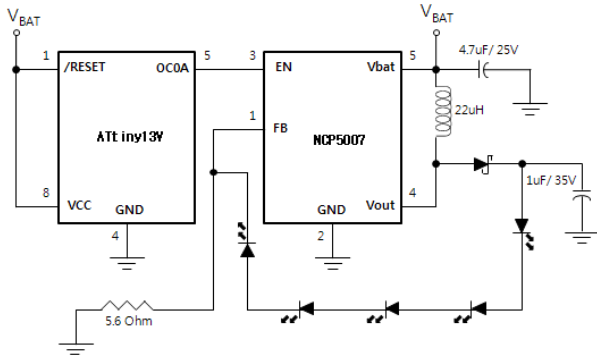 VBAT
VBAT
1
/RESET
OC0A
5
3
EN
Vbat
5
4.7uF/ 25V
22uH
1
FB
ATtiny13V
NCP5007
8
VCC
GND
4
GND
2
Vout
4
1uF/ 35V
5.6 Ohm